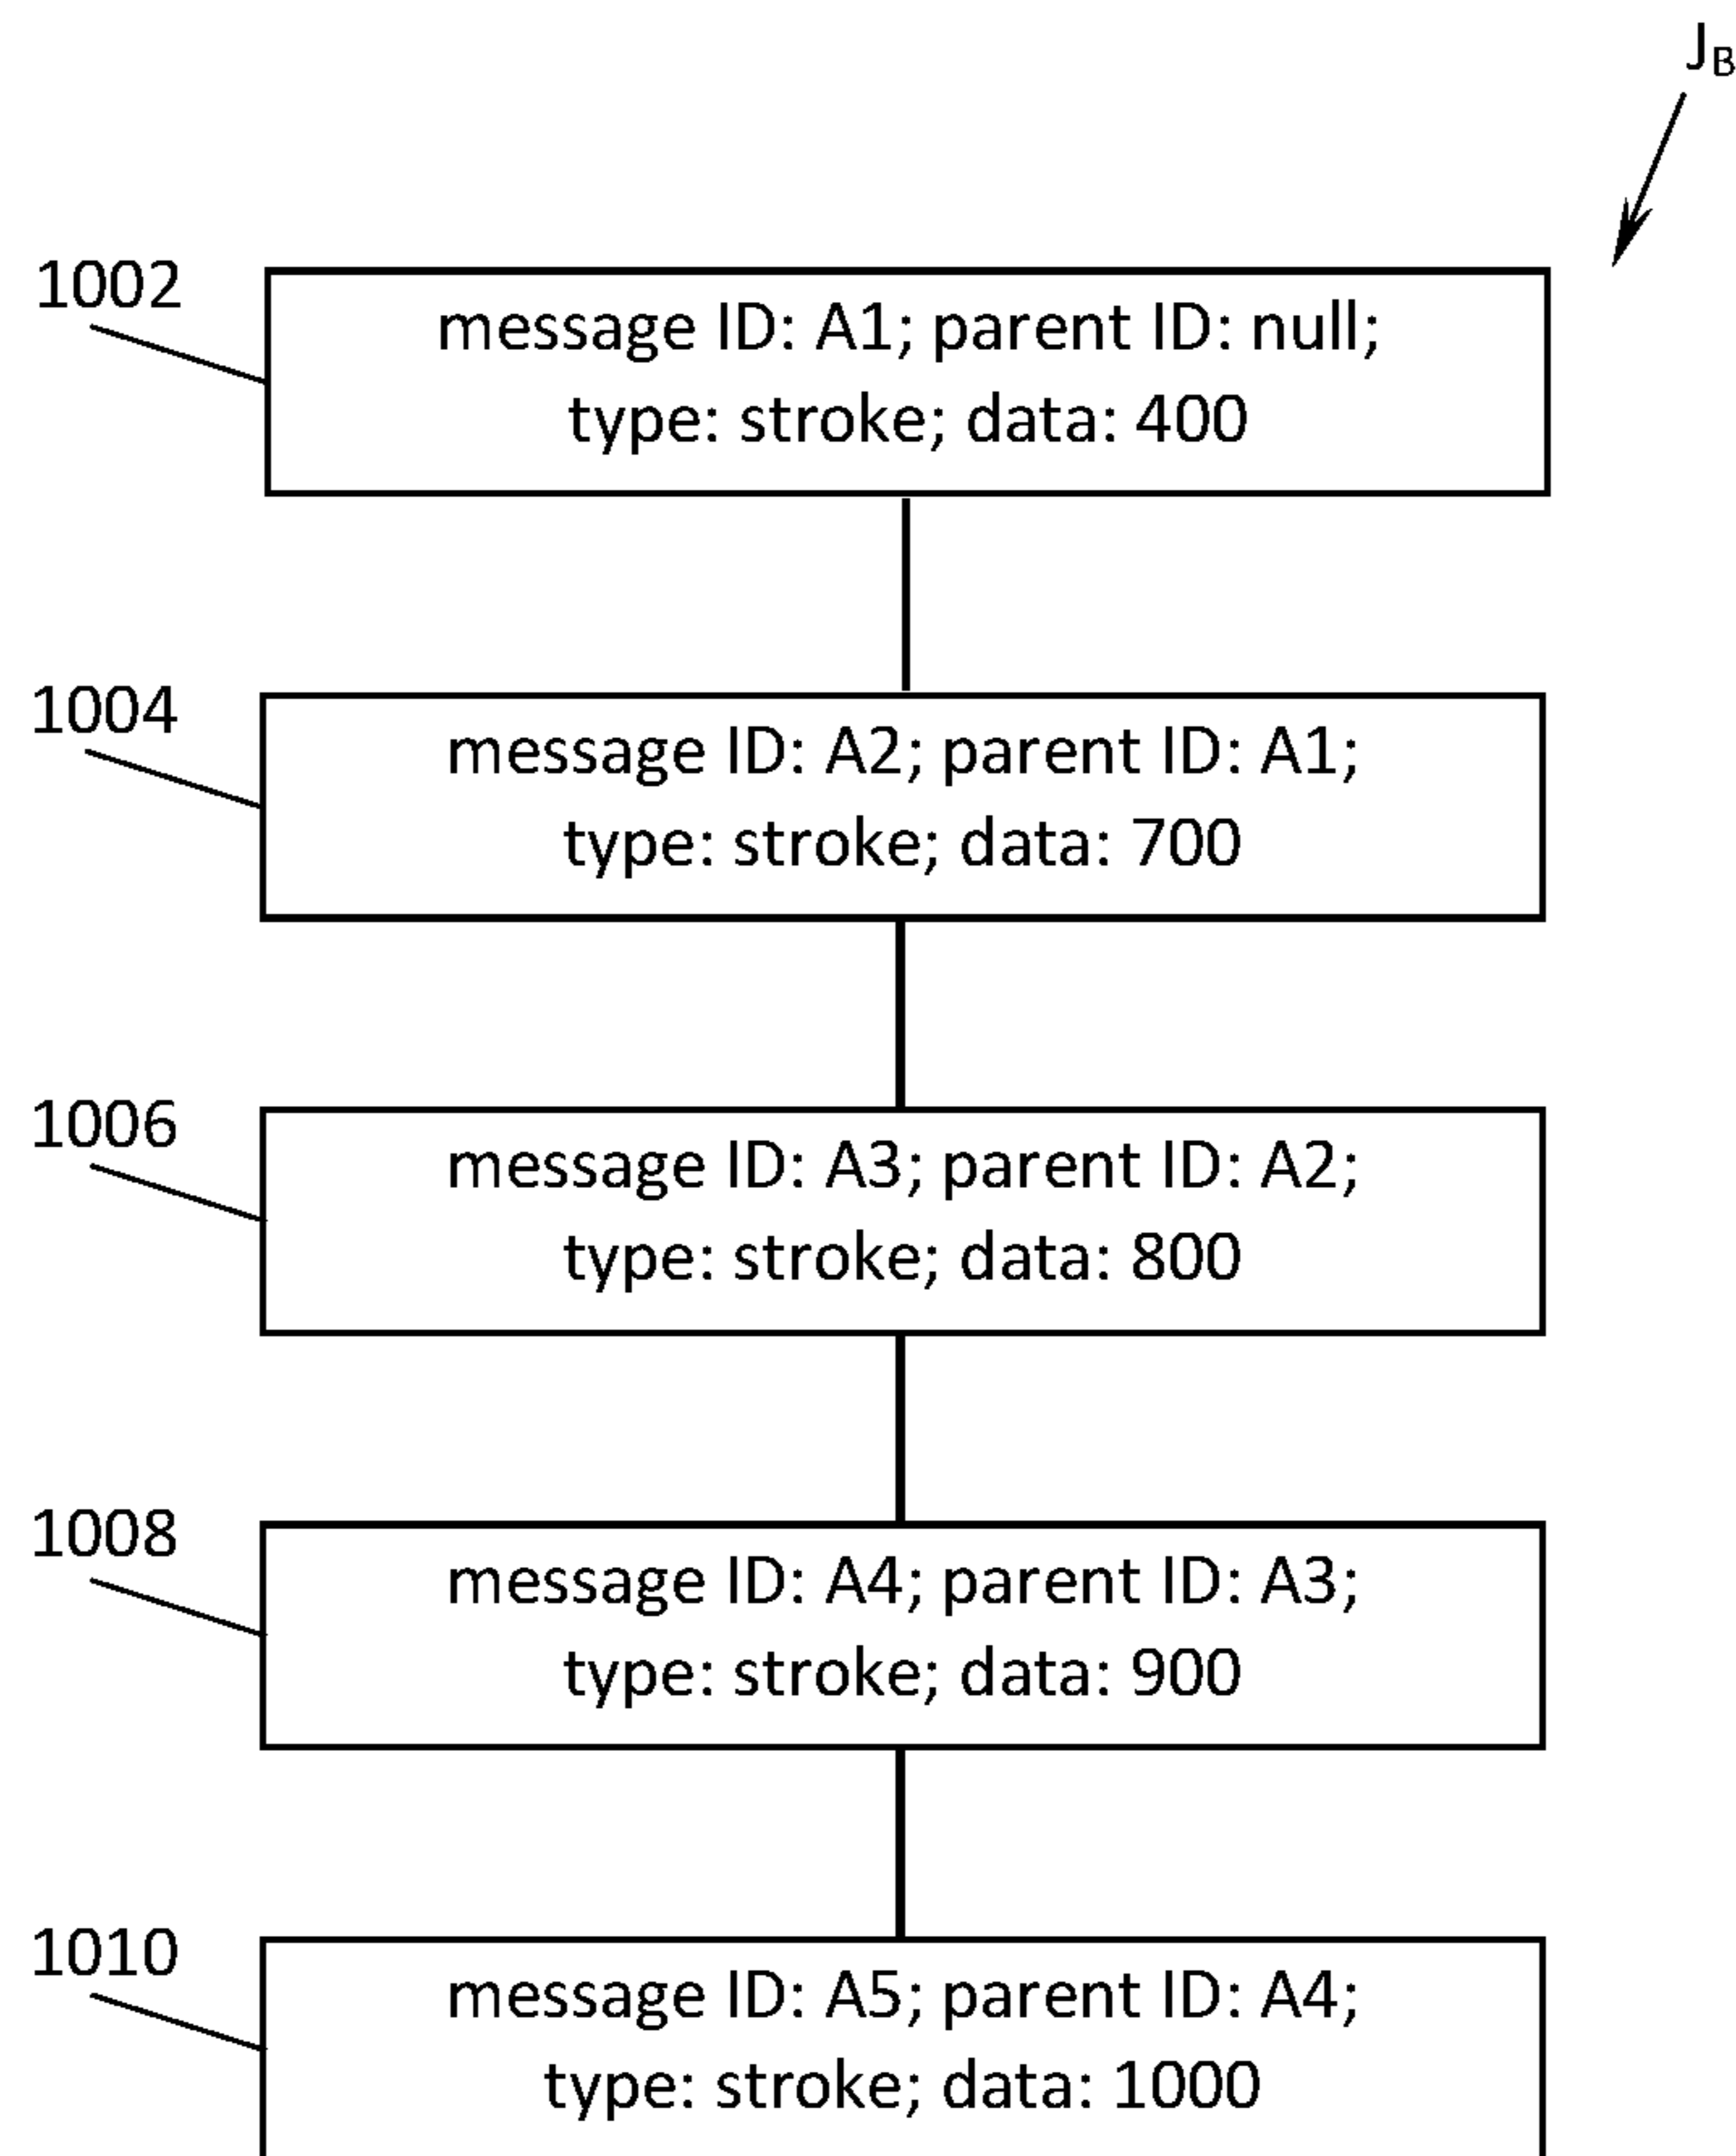 J_B
1002
message ID: A1; parent ID: null;
type: stroke; data: 400
1004
message ID: A2; parent ID: A1;
type: stroke; data: 700
1006
message ID: A3; parent ID: A2;
type: stroke; data: 800
1008
message ID: A4; parent ID: A3;
type: stroke; data: 900
1010
message ID: A5; parent ID: A4;
type: stroke; data: 1000